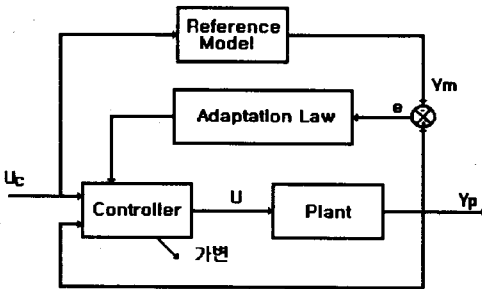 Reference
Model
Ym
e
Adaptation Law
Uc
Controller
U
Plant
Yp
가변